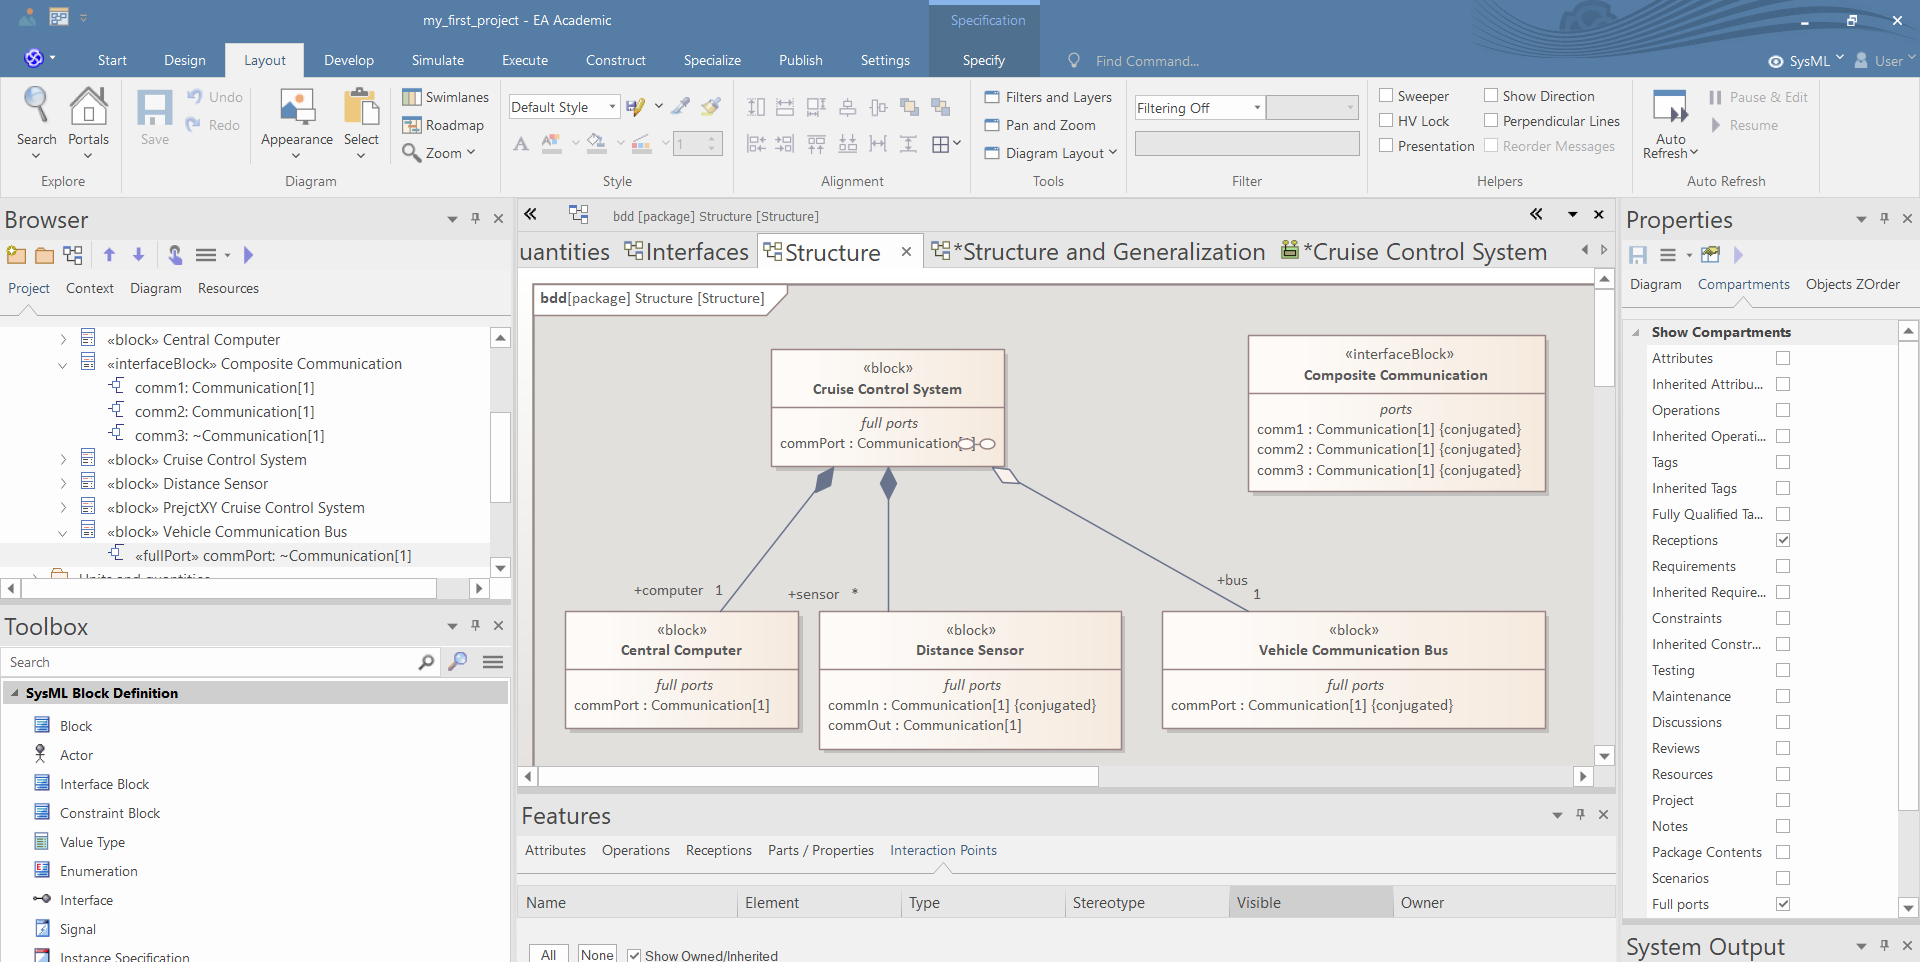 my_first_project - EA Academic
Specification
Start Design Layout Develop Simulate Execute Construct Specialize Publish Settings Specify Find Command... SysML User
Search
Portals
Explore
Save
Undo
Redo
Appearance
Select
Swimlanes
Roadmap
Zoom
Diagram
Default Style
A
1
Style
Alignment
Filters and Layers
Pan and Zoom
Diagram Layout
Tools
Filtering Off
Filter
Sweeper
HV Lock
Presentation
Show Direction
Perpendicular Lines
Reorder Messages
Helpers
Auto
Refresh
Pause & Edit
Resume
Auto Refresh
Browser
Project Context Diagram Resources
«block» Central Computer
«interfaceBlock» Composite Communication
comm1: Communication[1]
comm2: Communication[1]
comm3: ~Communication[1]
«block» Cruise Control System
«block» Distance Sensor
«block» PrejctXY Cruise Control System
«block» Vehicle Communication Bus
«fullPort» commPort: ~Communication[1]
Units and quantities
Toolbox
Search
SysML Block Definition
Block
Actor
Interface Block
Constraint Block
Value Type
Enumeration
Interface
Signal
Instance Specification
bdd [package] Structure [Structure]
uantities Interfaces Structure *Structure and Generalization *Cruise Control System
bdd[package] Structure [Structure]
«block»
Cruise Control System
full ports
commPort : Communication[1]
«interfaceBlock»
Composite Communication
ports
comm1 : Communication[1] {conjugated}
comm2 : Communication[1] {conjugated}
comm3 : Communication[1] {conjugated}
+computer 1
+sensor *
+bus
1
«block»
Central Computer
full ports
commPort : Communication[1]
«block»
Distance Sensor
full ports
commIn : Communication[1] {conjugated}
commOut : Communication[1]
«block»
Vehicle Communication Bus
full ports
commPort : Communication[1] {conjugated}
Features
Attributes Operations Receptions Parts / Properties Interaction Points
Name Element Type Stereotype Visible Owner
All None Show Owned/Inherited
Properties
Diagram Compartments Objects ZOrder
Show Compartments
Attributes
Inherited Attribu...
Operations
Inherited Operati...
Tags
Inherited Tags
Fully Qualified Ta...
Receptions
Requirements
Inherited Require...
Constraints
Inherited Constr...
Testing
Maintenance
Discussions
Reviews
Resources
Project
Notes
Package Contents
Scenarios
Full ports
System Output